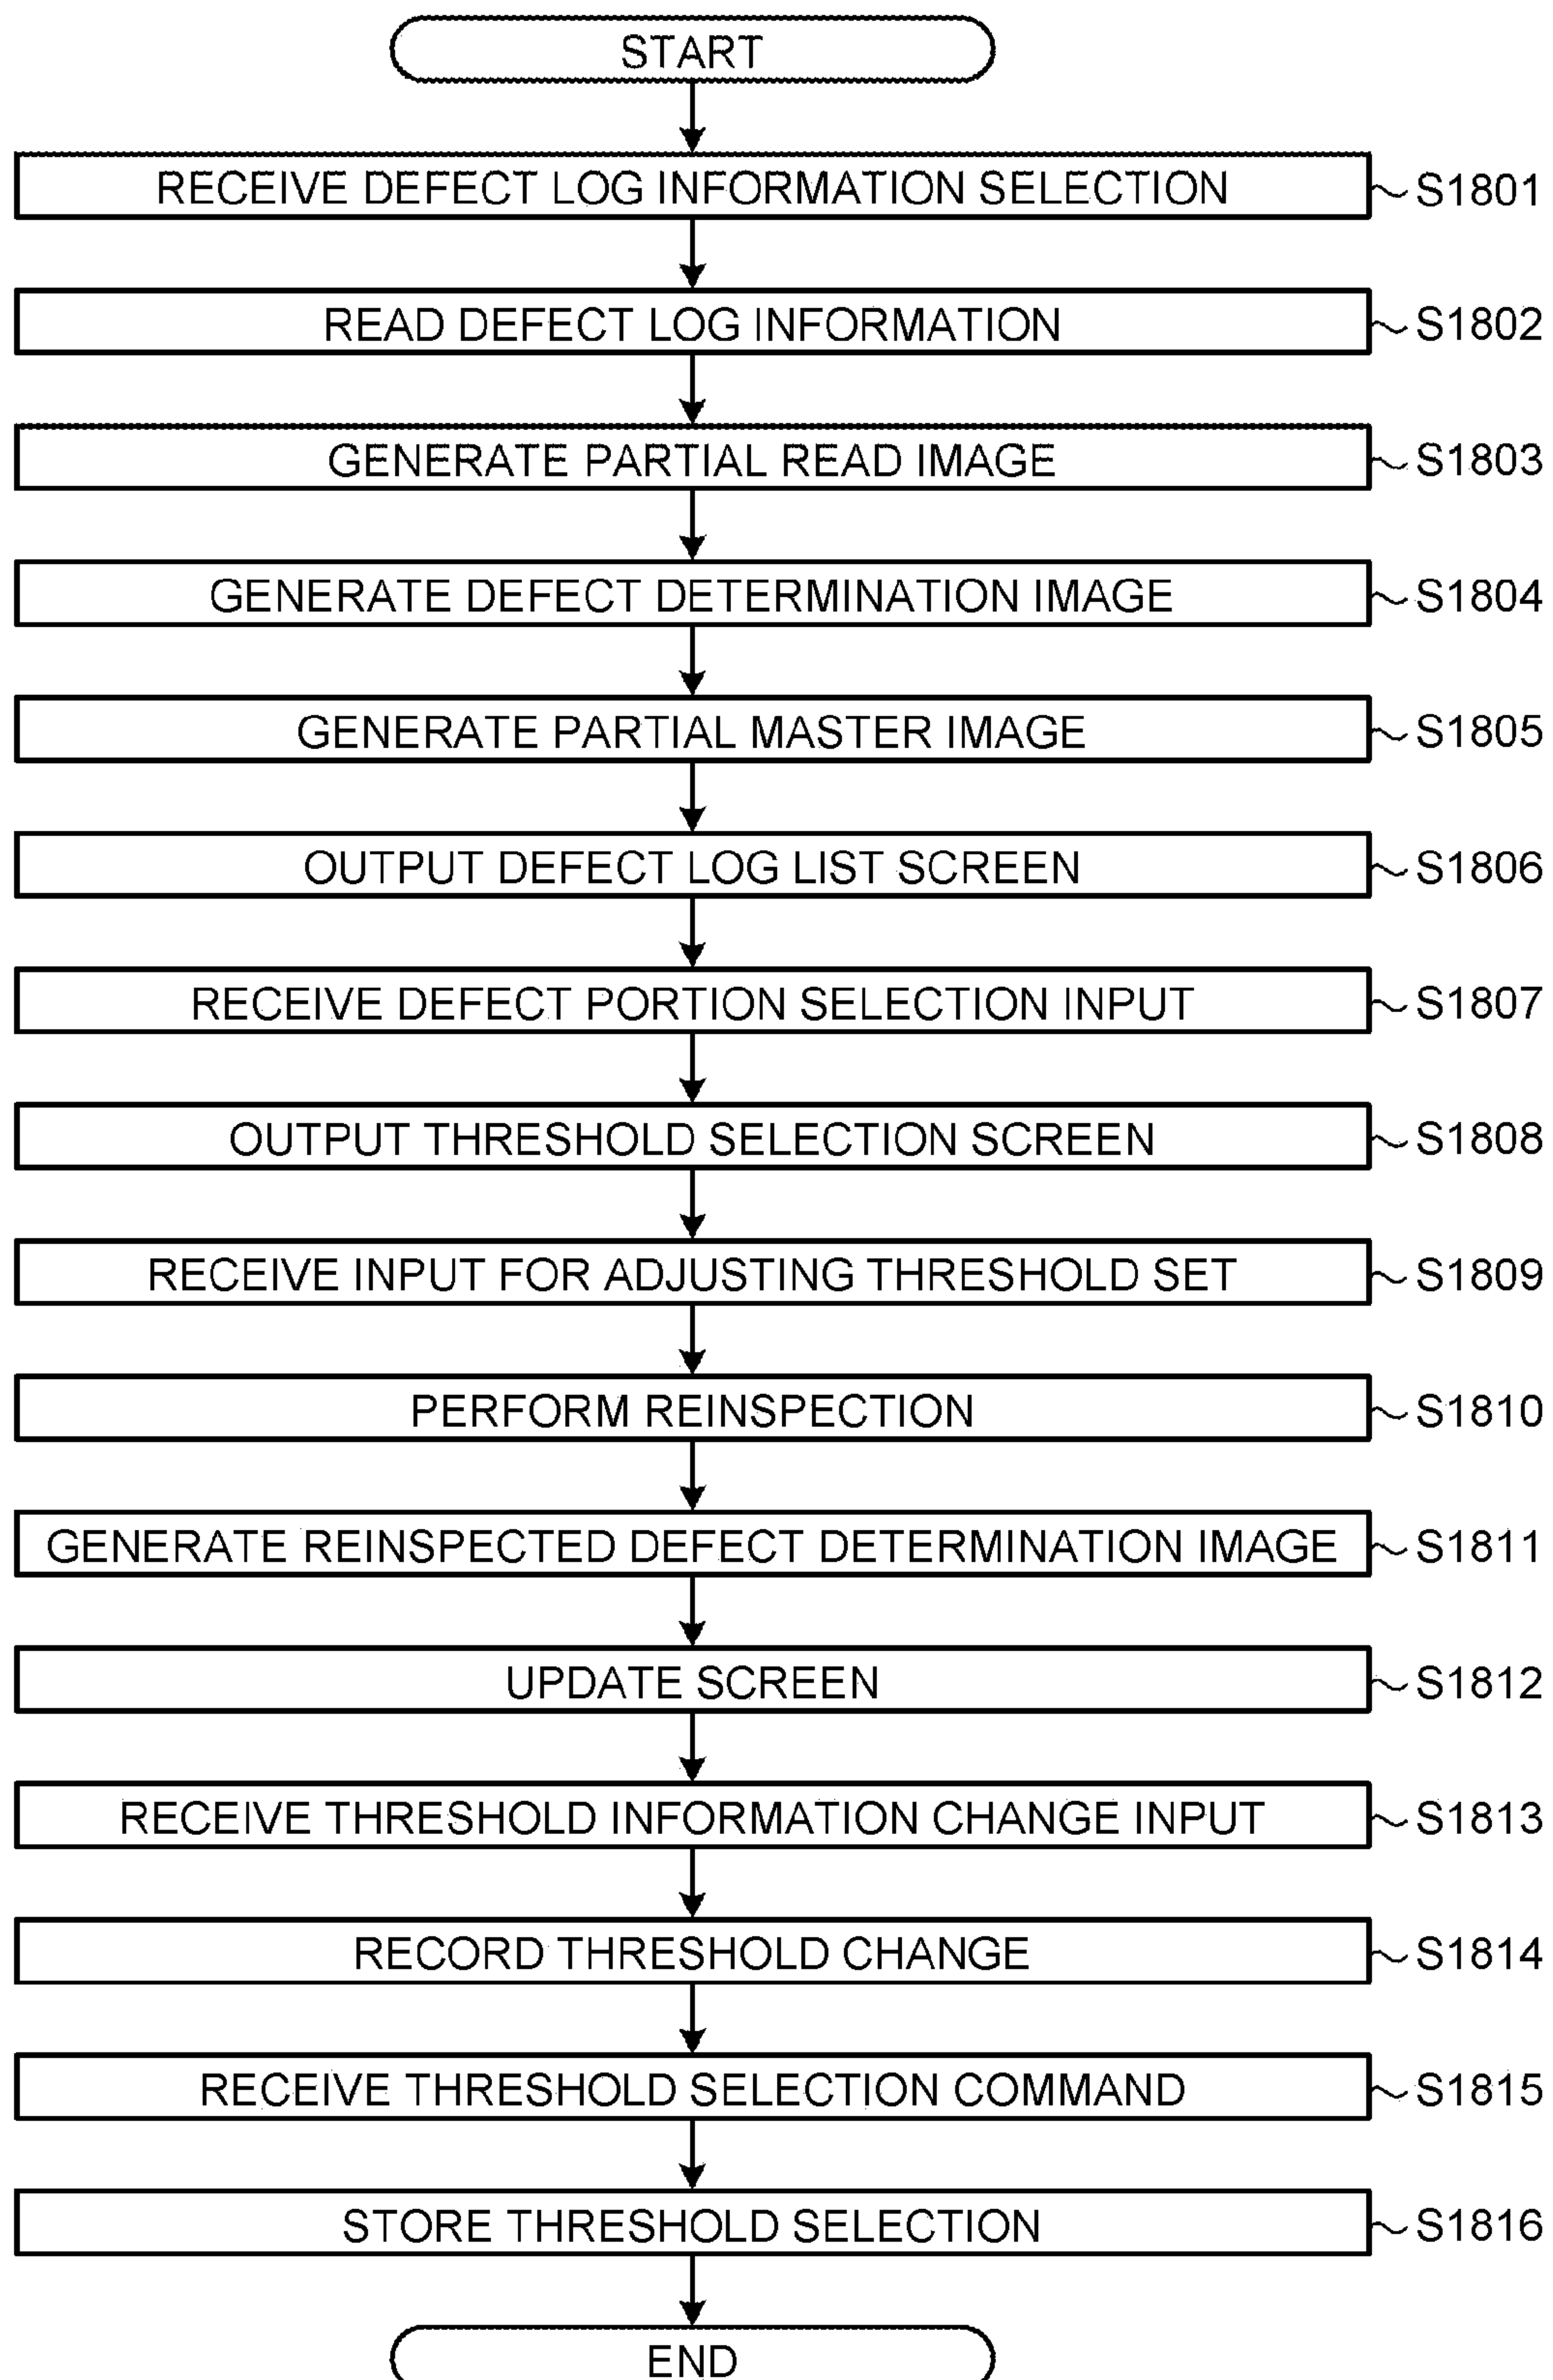 START
RECEIVE DEFECT LOG INFORMATION SELECTION S1801
READ DEFECT LOG INFORMATION S1802
GENERATE PARTIAL READ IMAGE S1803
GENERATE DEFECT DETERMINATION IMAGE S1804
GENERATE PARTIAL MASTER IMAGE S1805
OUTPUT DEFECT LOG LIST SCREEN S1806
RECEIVE DEFECT PORTION SELECTION INPUT S1807
OUTPUT THRESHOLD SELECTION SCREEN S1808
RECEIVE INPUT FOR ADJUSTING THRESHOLD SET S1809
PERFORM REINSPECTION S1810
GENERATE REINSPECTED DEFECT DETERMINATION IMAGE S1811
UPDATE SCREEN S1812
RECEIVE THRESHOLD INFORMATION CHANGE INPUT S1813
RECORD THRESHOLD CHANGE S1814
RECEIVE THRESHOLD SELECTION COMMAND S1815
STORE THRESHOLD SELECTION S1816
END